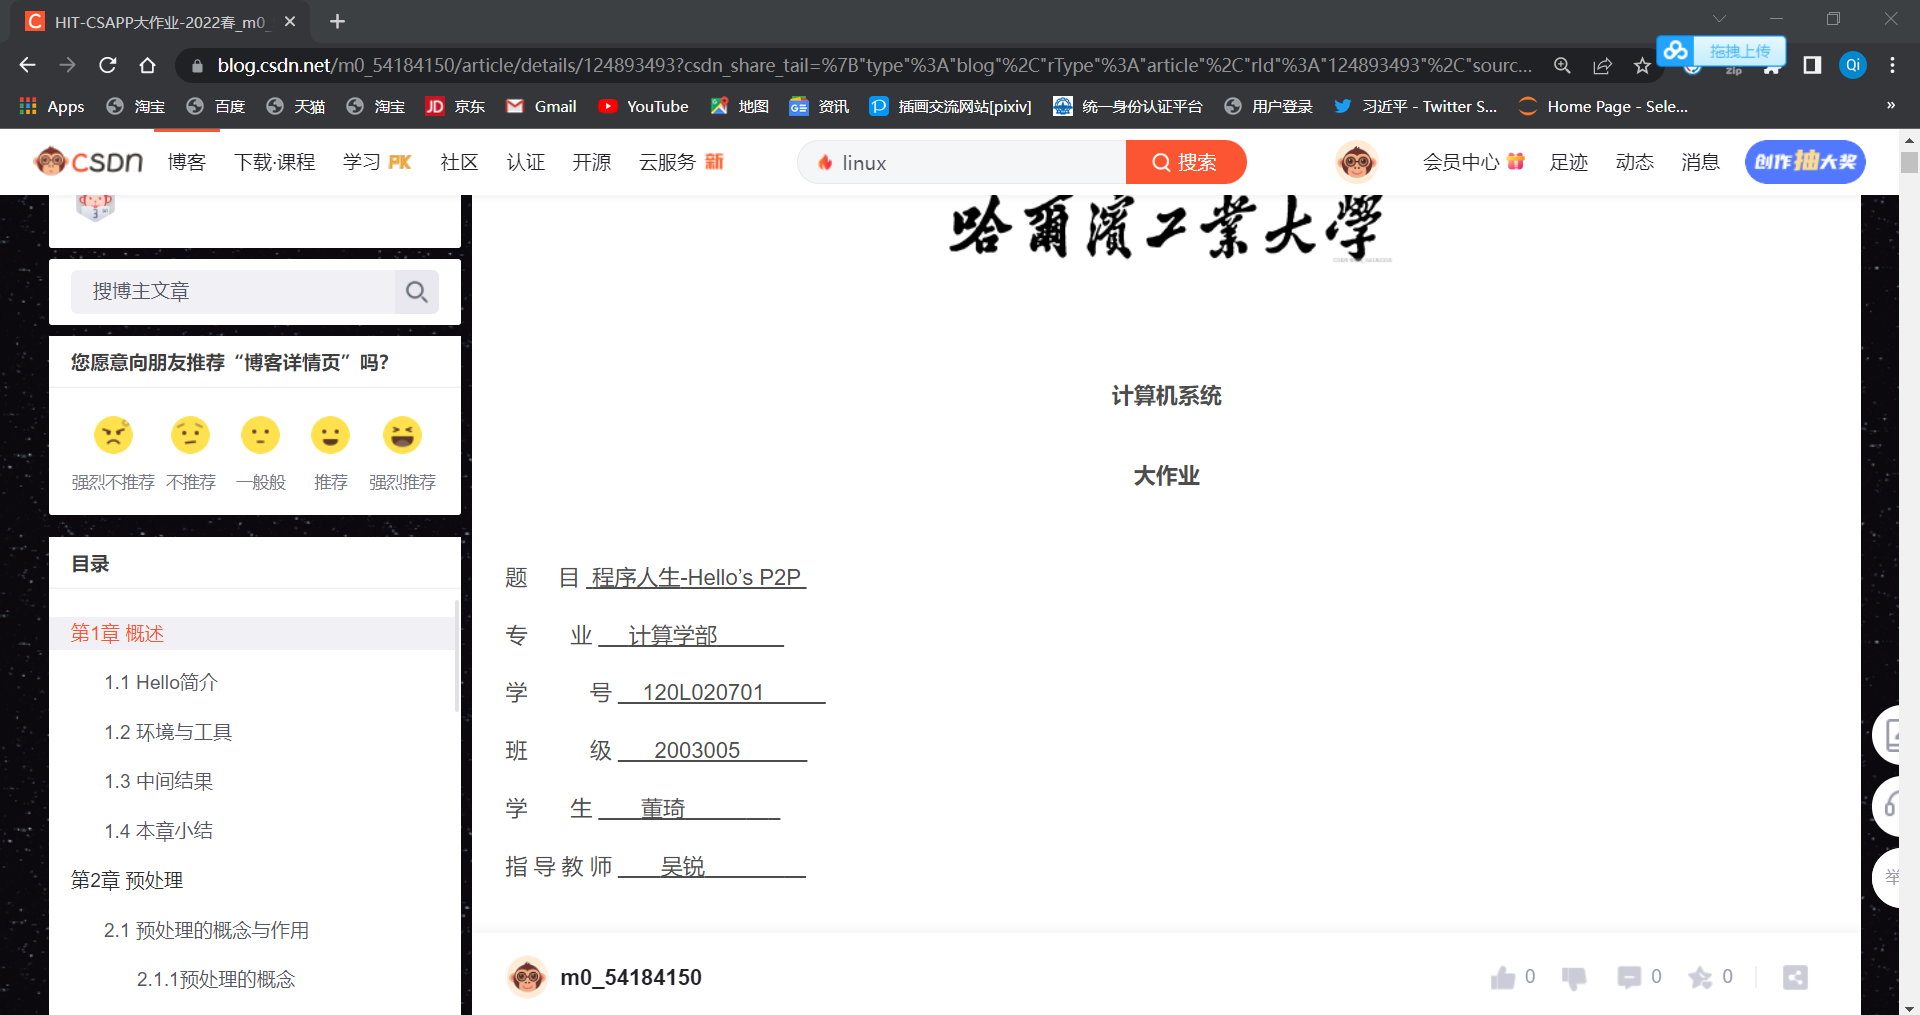 HIT-CSAPP大作业-2022春_m0_
blog.csdn.net/m0_54184150/article/details/124893493?csdn_share_tail=%7B"type"%3A"blog"%2C"rType"%3A"article"%2C"rId"%3A"124893493"%2C"sourc...
拖拽上传
zip
Qi
Apps 淘宝 百度 天猫 淘宝 JD 京东 Gmail YouTube 地图 GE 资讯 插画交流网站[pixiv] 统一身份认证平台 用户登录 习近平 - Twitter S... Home Page - Sele... »
CSDN 博客 下载·课程 学习 PK 社区 认证 开源 云服务 新 linux 搜索 会员中心 足迹 动态 消息 创作抽大奖
哈爾濱工業大學
搜博主文章
您愿意向朋友推荐“博客详情页”吗？
强烈不推荐 不推荐 一般般 推荐 强烈推荐
目录
第1章 概述
1.1 Hello简介
1.2 环境与工具
1.3 中间结果
1.4 本章小结
第2章 预处理
2.1 预处理的概念与作用
2.1.1预处理的概念
计算机系统
大作业
题 目 程序人生-Hello’s P2P
专 业 计算学部
学 号 120L020701
班 级 2003005
学 生 董琦
指 导 教 师 吴锐
举
m0_54184150 0 0 0